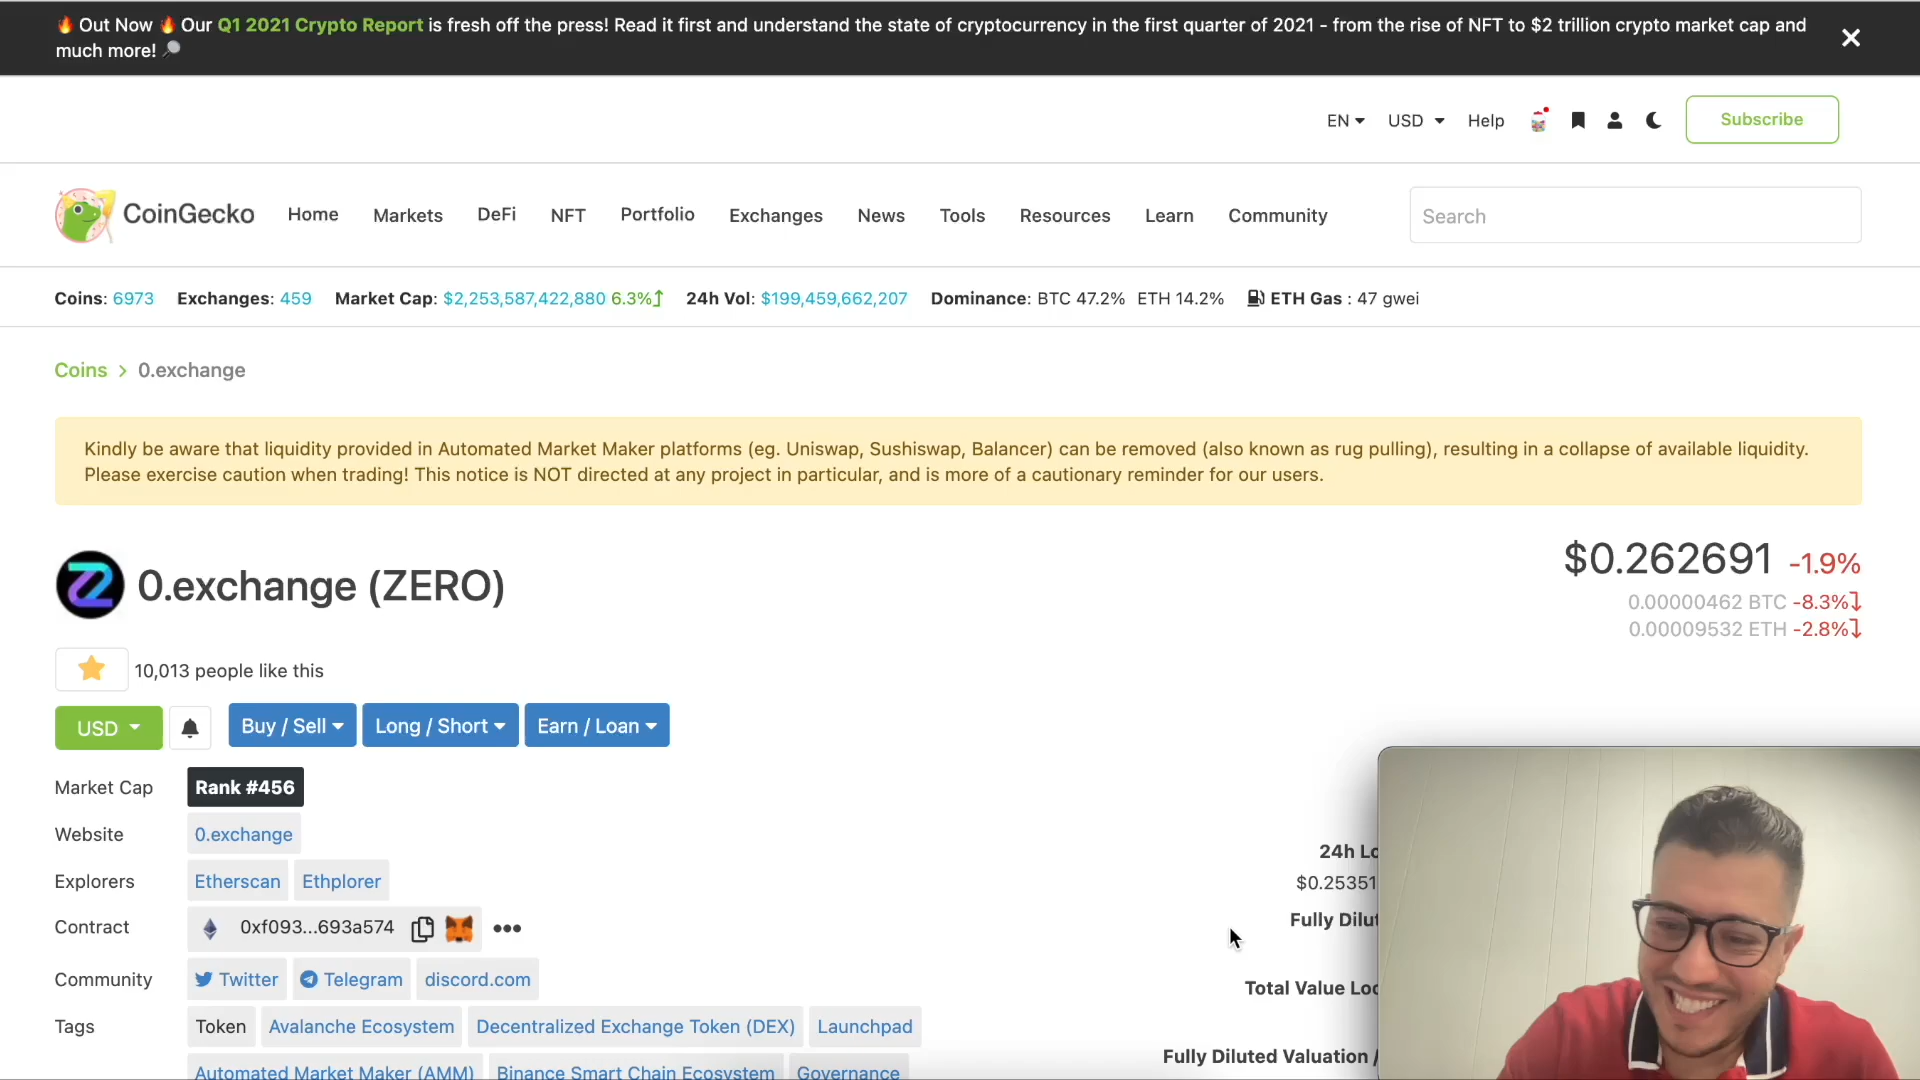 🔥 Out Now 🔥 Our Q1 2021 Crypto Report is fresh off the press! Read it first and understand the state of cryptocurrency in the first quarter of 2021 - from the rise of NFT to $2 trillion crypto market cap and
much more! 🔎
EN USD Help Subscribe
CoinGecko Home Markets DeFi NFT Portfolio Exchanges News Tools Resources Learn Community Search
Coins: 6973 Exchanges: 459 Market Cap: $2,253,587,422,880 6.3% 24h Vol: $199,459,662,207 Dominance: BTC 47.2% ETH 14.2% ETH Gas : 47 gwei
Coins > 0.exchange
Kindly be aware that liquidity provided in Automated Market Maker platforms (eg. Uniswap, Sushiswap, Balancer) can be removed (also known as rug pulling), resulting in a collapse of available liquidity.
Please exercise caution when trading! This notice is NOT directed at any project in particular, and is more of a cautionary reminder for our users.
0.exchange (ZERO)
$0.262691 -1.9%
0.00000462 BTC -8.3%
0.00009532 ETH -2.8%
10,013 people like this
USD Buy / Sell Long / Short Earn / Loan
Market Cap Rank #456
Website 0.exchange
Explorers Etherscan Ethplorer
Contract 0xf093...693a574 •••
Community Twitter Telegram discord.com
Tags Token Avalanche Ecosystem Decentralized Exchange Token (DEX) Launchpad
Automated Market Maker (AMM) Binance Smart Chain Ecosystem Governance
24h Lo
$0.25351
Fully Dilut
Total Value Loc
Fully Diluted Valuation /